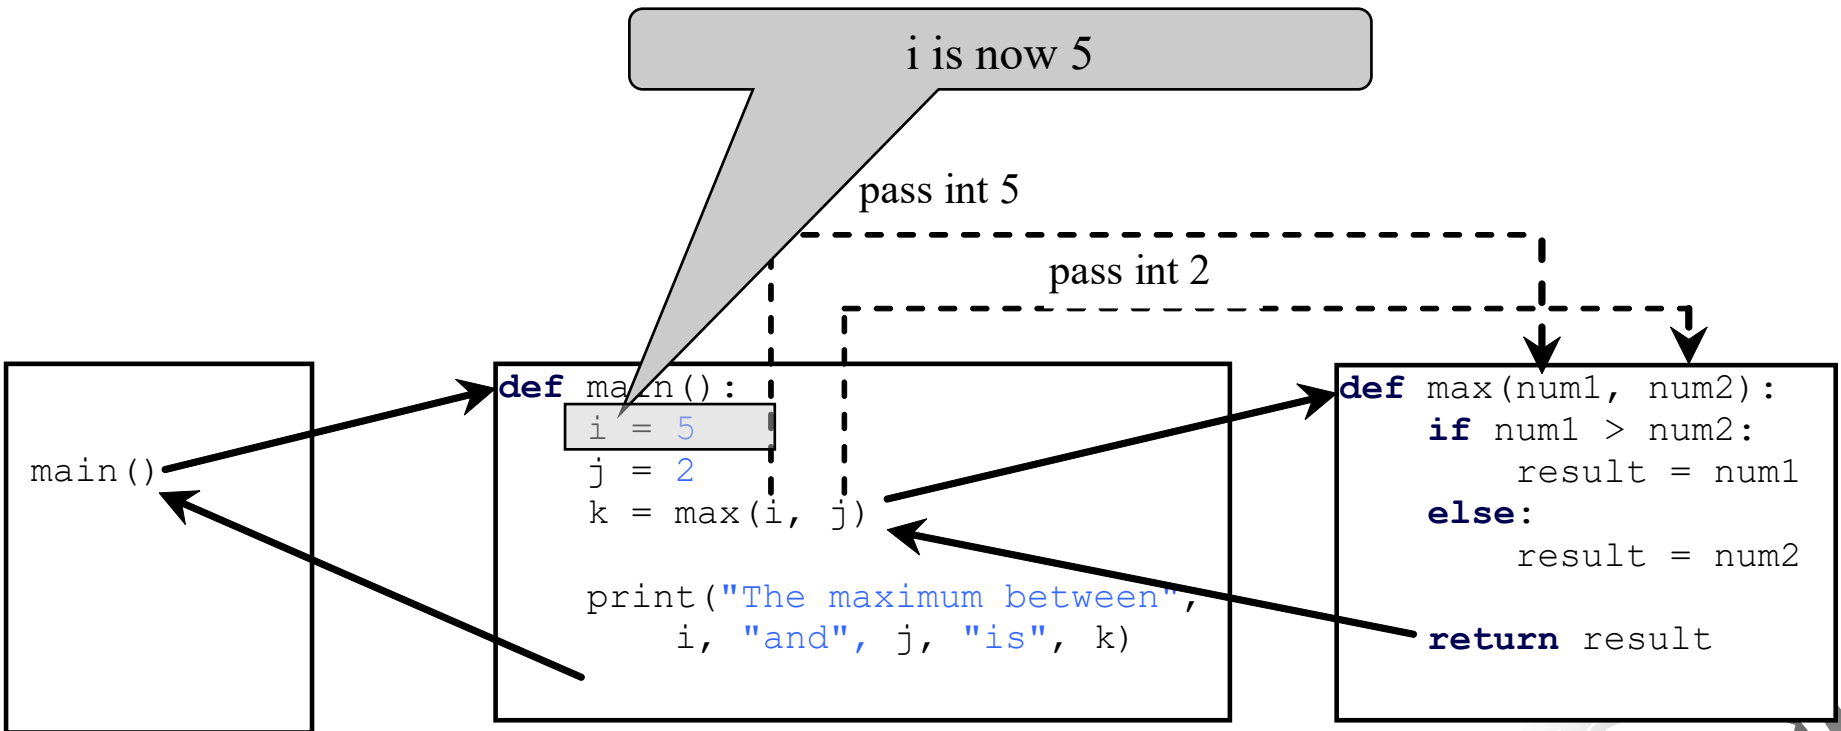 i is now 5
pass int 5
pass int 2
main()
def main():
    i = 5
    j = 2
    k = max(i, j)
    print("The maximum between",
        i, "and", j, "is", k)
def max(num1, num2):
    if num1 > num2:
        result = num1
    else:
        result = num2
    return result